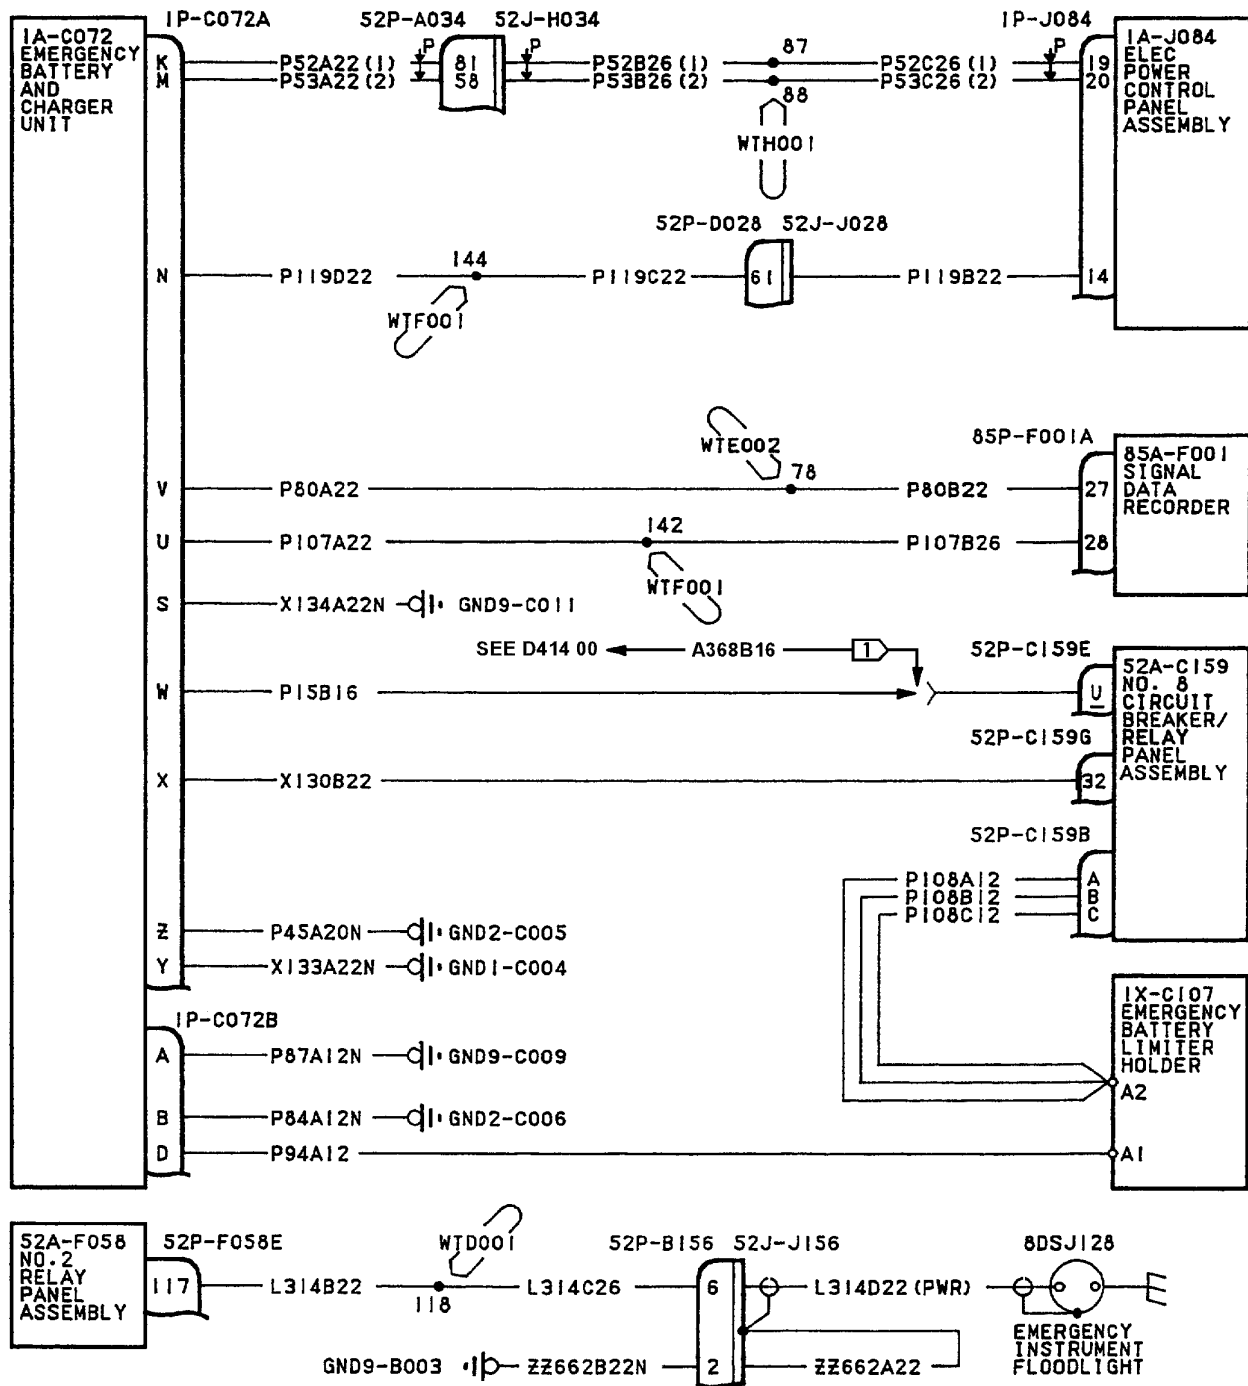 1P-C072A
52P-A034 52J-H034
1P-J084
1A-C072
EMERGENCY
BATTERY
AND
CHARGER
UNIT
1A-J084
ELEC
POWER
CONTROL
PANEL
ASSEMBLY
K P52A22(1) P 81 P P52B26(1) 87 P52C26(1) P 19
M P53A22(2) 58 P53B26(2) 88 P53C26(2) 20
WTH001
52P-D028 52J-J028
N P119D22 144 P119C22 61 P119B22 14
WTF001
WTE002
85P-F001A
85A-F001
SIGNAL
DATA
RECORDER
V P80A22 78 P80B22 27
U P107A22 142 P107B26 28
WTF001
S X134A22N GND9-C011
SEE D414 00 A368B16 1
52P-C159E
52A-C159
NO. 8
CIRCUIT
BREAKER/
RELAY
PANEL
ASSEMBLY
W P15B16 U
52P-C159G
X X130B22 32
52P-C159B
P108A12 A
P108B12 B
P108C12 C
Z P45A20N GND2-C005
Y X133A22N GND1-C004
1P-C072B
1X-C107
EMERGENCY
BATTERY
LIMITER
HOLDER
A P87A12N GND9-C009
A2
B P84A12N GND2-C006
D P94A12 A1
52A-F058
NO.2
RELAY
PANEL
ASSEMBLY
52P-F058E
WTD001
52P-B156 52J-J156
8DSJ128
117 L314B22 118 L314C26 6 L314D22(PWR)
EMERGENCY
INSTRUMENT
FLOODLIGHT
GND9-B003 ZZ662B22N 2 ZZ662A22